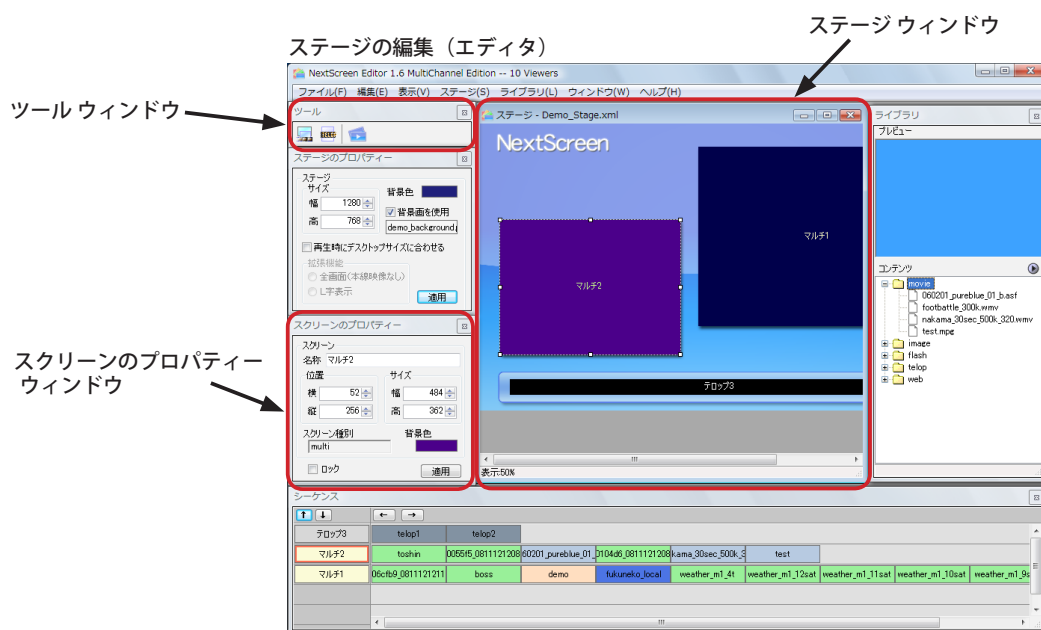 ステージ ウィンドウ
ステージの編集（エディタ）
ツール ウィンドウ
スクリーンのプロパティー
ウィンドウ
NextScreen Editor 1.6 MultiChannel Edition -- 10 Viewers
ファイル(F) 編集(E) 表示(V) ステージ(S) ライブラリ(L) ウィンドウ(W) ヘルプ(H)
ツール
ステージのプロパティー
ステージ
サイズ
幅 1280
高 768
背景色
背景画を使用
demo_background.j
再生時にデスクトップサイズに合わせる
拡張機能
全画面(本線映像なし)
L字表示
適用
スクリーンのプロパティー
スクリーン
名称 マルチ2
位置 サイズ
横 52 幅 484
縦 256 高 362
スクリーン種別 背景色
multi
ロック 適用
ステージ - Demo_Stage.xml
NextScreen
マルチ1
マルチ2
テロップ3
表示:50%
ライブラリ
プレビュー
コンテンツ
movie
060201_pureblue_01_b.asf
footbattle_300k.wmv
nakama_30sec_500k_320.wmv
test.mpg
image
flash
telop
web
シーケンス
テロップ3 telop1 telop2
マルチ2 toshin 0055f5_0811121208 60201_pureblue_01_ 0104d6_0811121208 kama_30sec_500k_3 test
マルチ1 06cfb9_0811121211 boss demo fukuneko_local weather_m1_4t weather_m1_12sat weather_m1_11sat weather_m1_10sat weather_m1_9s